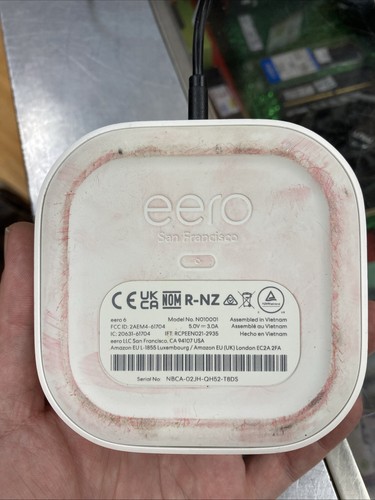 eero
San Francisco
CE UK CA NOM R-NZ
eero 6 Model No. N010001 Assembled in Vietnam
FCC ID: 2AEM4-61704 5.0V ⎓ 3.0A Assemblé au Vietnam
IC: 20631-61704 IFT: RCPEEN021-2935 Hecho en Vietnam
eero LLC San Francisco, CA 94107 USA
Amazon EU L-1855 Luxembourg / Amazon EU (UK) London EC2A 2FA
Serial No NBCA-02JH-QH52-TBDS